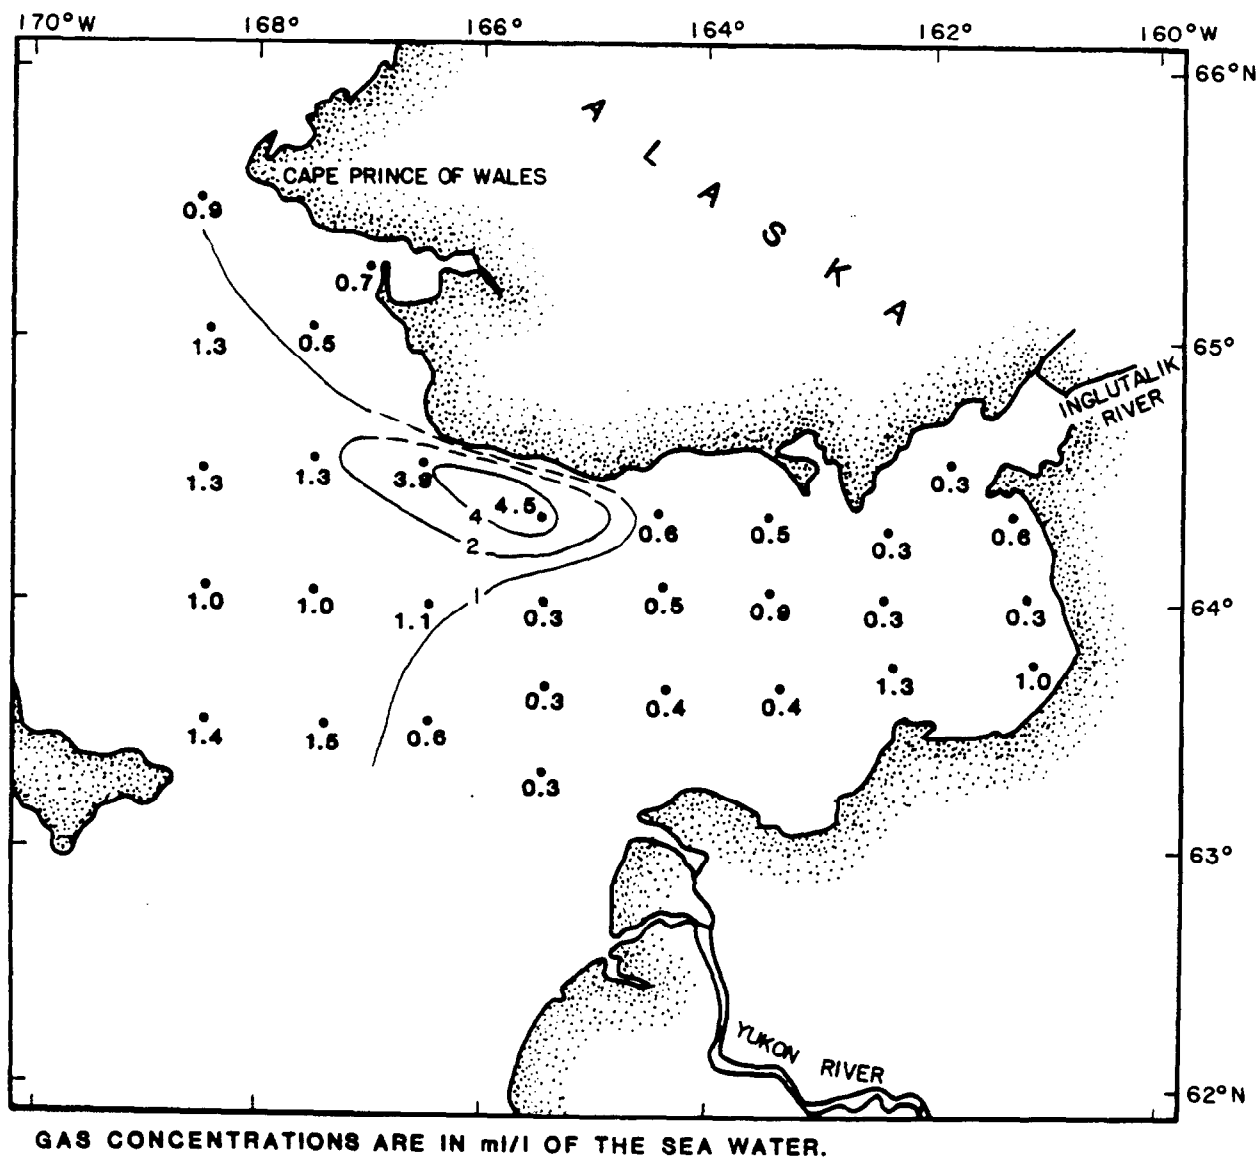 170°W 168° 166° 164° 162° 160°W
66°N
ALASKA
CAPE PRINCE OF WALES
0.9
0.7
1.3 0.5
65°
INGLUTALIK
RIVER
1.3 1.3 3.9 0.3
4.5
4 0.6 0.5 0.3 0.6
2
1.0 1.0 1.1 1 0.3 0.5 0.9 0.3 0.3
64°
0.3 0.4 0.4 1.3 1.0
1.4 1.5 0.6
0.3
63°
YUKON RIVER
62°N
GAS CONCENTRATIONS ARE IN ml/l OF THE SEA WATER.